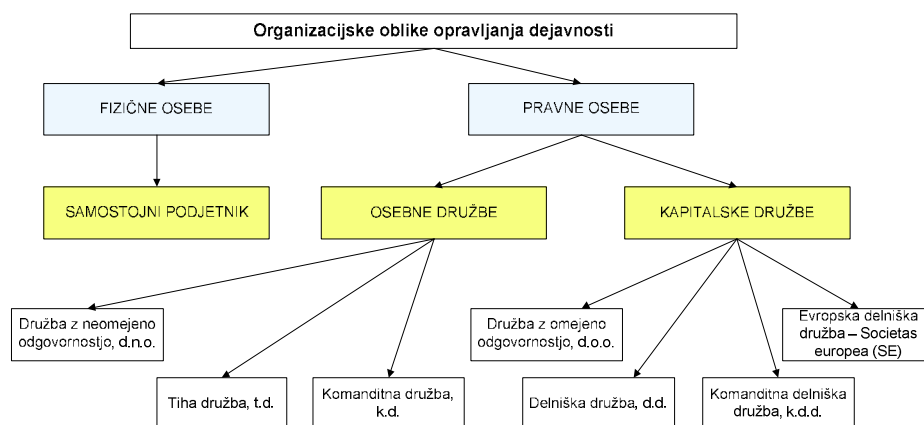 Organizacijske oblike opravljanja dejavnosti
FIZIČNE OSEBE
PRAVNE OSEBE
SAMOSTOJNI PODJETNIK
OSEBNE DRUŽBE
KAPITALSKE DRUŽBE
Družba z neomejeno
odgovornostjo, d.n.o.
Družba z omejeno
odgovornostjo, d.o.o.
Evropska delniška
družba – Societas
europea (SE)
Tiha družba, t.d.
Komanditna družba,
k.d.
Delniška družba, d.d.
Komanditna delniška
družba, k.d.d.